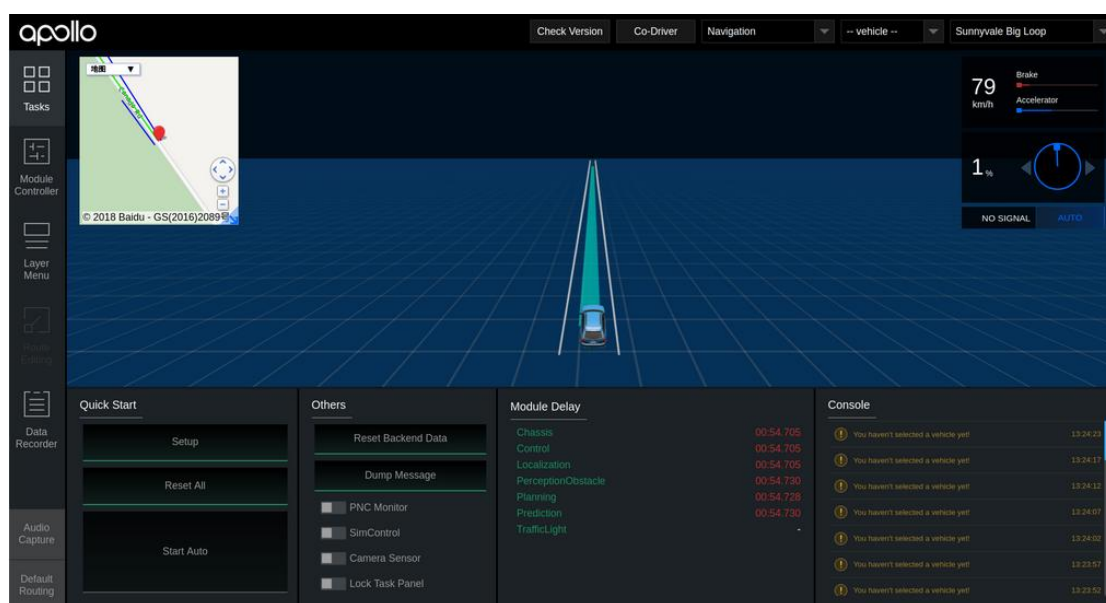 apollo
Check Version
Co-Driver
Navigation
-- vehicle --
Sunnyvale Big Loop
Tasks
Module
Controller
Layer
Menu
Route
Editing
Data
Recorder
Audio
Capture
Default
Routing
地图 ▼
© 2018 Baidu - GS(2016)2089号
79
km/h
Brake
Accelerator
1 %
NO SIGNAL
AUTO
Quick Start
Setup
Reset All
Start Auto
Others
Reset Backend Data
Dump Message
PNC Monitor
SimControl
Camera Sensor
Lock Task Panel
Module Delay
Chassis 00:54.705
Control 00:54.705
Localization 00:54.705
PerceptionObstacle 00:54.730
Planning 00:54.728
Prediction 00:54.730
TrafficLight -
Console
You haven't selected a vehicle yet! 13:24:23
You haven't selected a vehicle yet! 13:24:17
You haven't selected a vehicle yet! 13:24:12
You haven't selected a vehicle yet! 13:24:07
You haven't selected a vehicle yet! 13:24:02
You haven't selected a vehicle yet! 13:23:57
You haven't selected a vehicle yet! 13:23:52